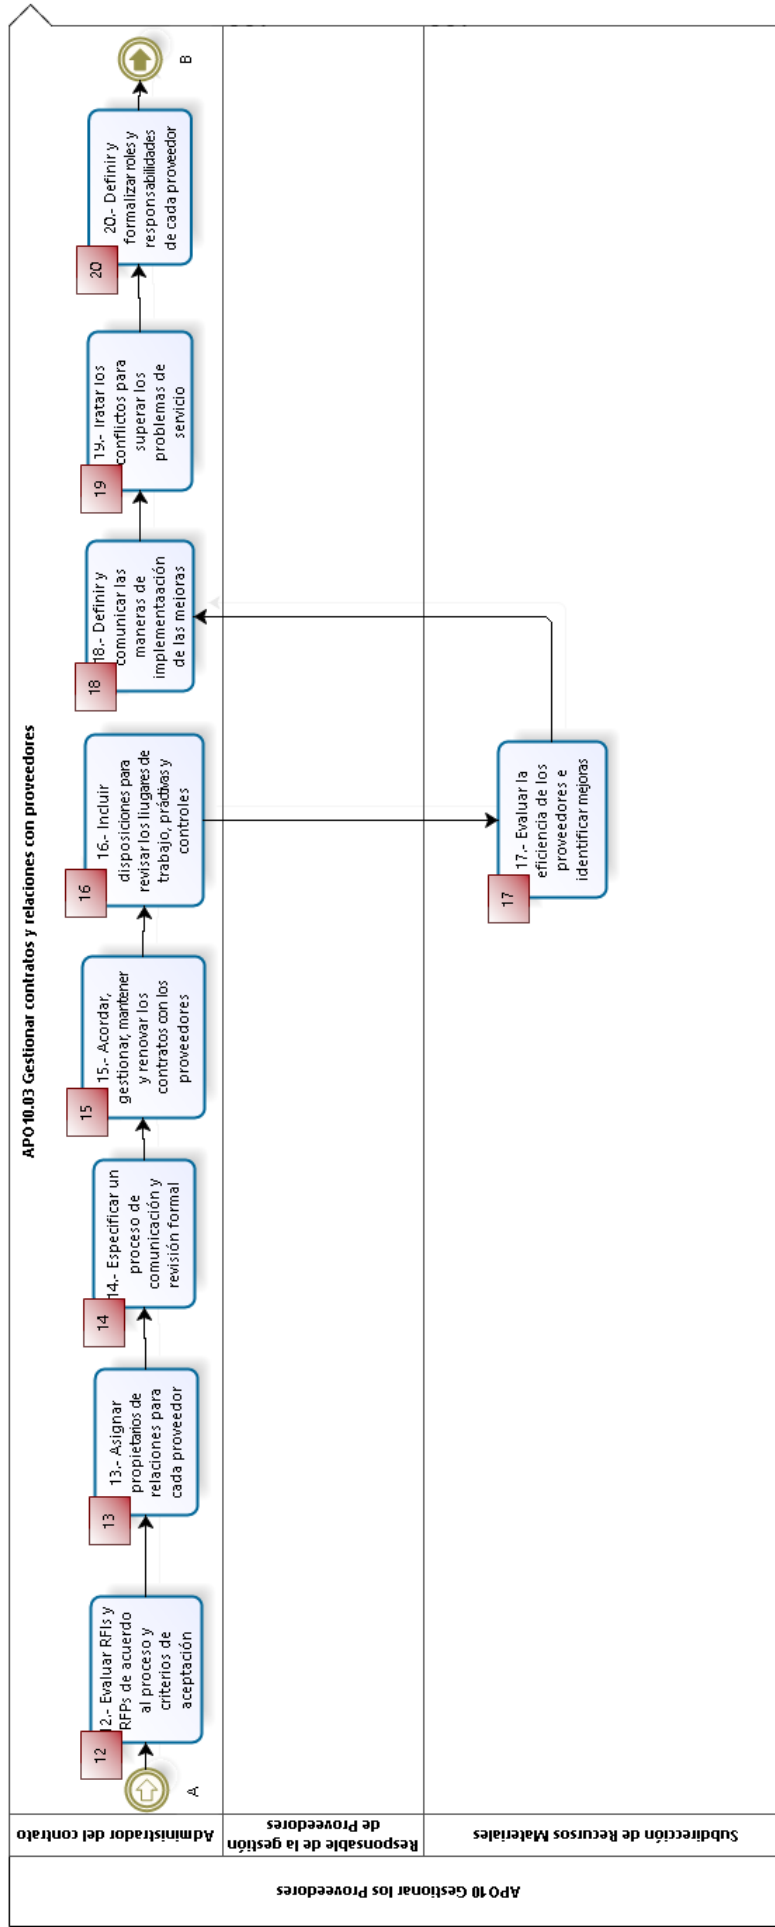 APO 10.03 Gestionar contratos y relaciones con proveedores
APO10 Gestionar los Proveedores
Administrador del contrato
Responsable de la gestión
de Proveedores
Subdirección de Recursos Materiales
A
12
12.- Evaluar RFIs y
RFPs de acuerdo
al proceso y
criterios de
aceptación
13
13.- Asignar
propietarios de
relaciones para
cada proveedor
14
14.- Especificar un
proceso de
comunicación y
revisión formal
15
15.- Acordar,
gestionar, mantener
y renovar los
contratos con los
proveedores
16
16.- Incluir
disposiciones para
revisar los llugares de
trabajo, práctivas y
controles
17
17.- Evaluar la
eficiencia de los
proveedores e
identificar mejoras
18
18.- Definir y
comunicar las
maneras de
implementaación
de las mejoras
19
19.- Tratar los
conflictos para
superar los
problemas de
servicio
20
20.- Definir y
formalizar roles y
responsabilidades
de cada proveedor
B